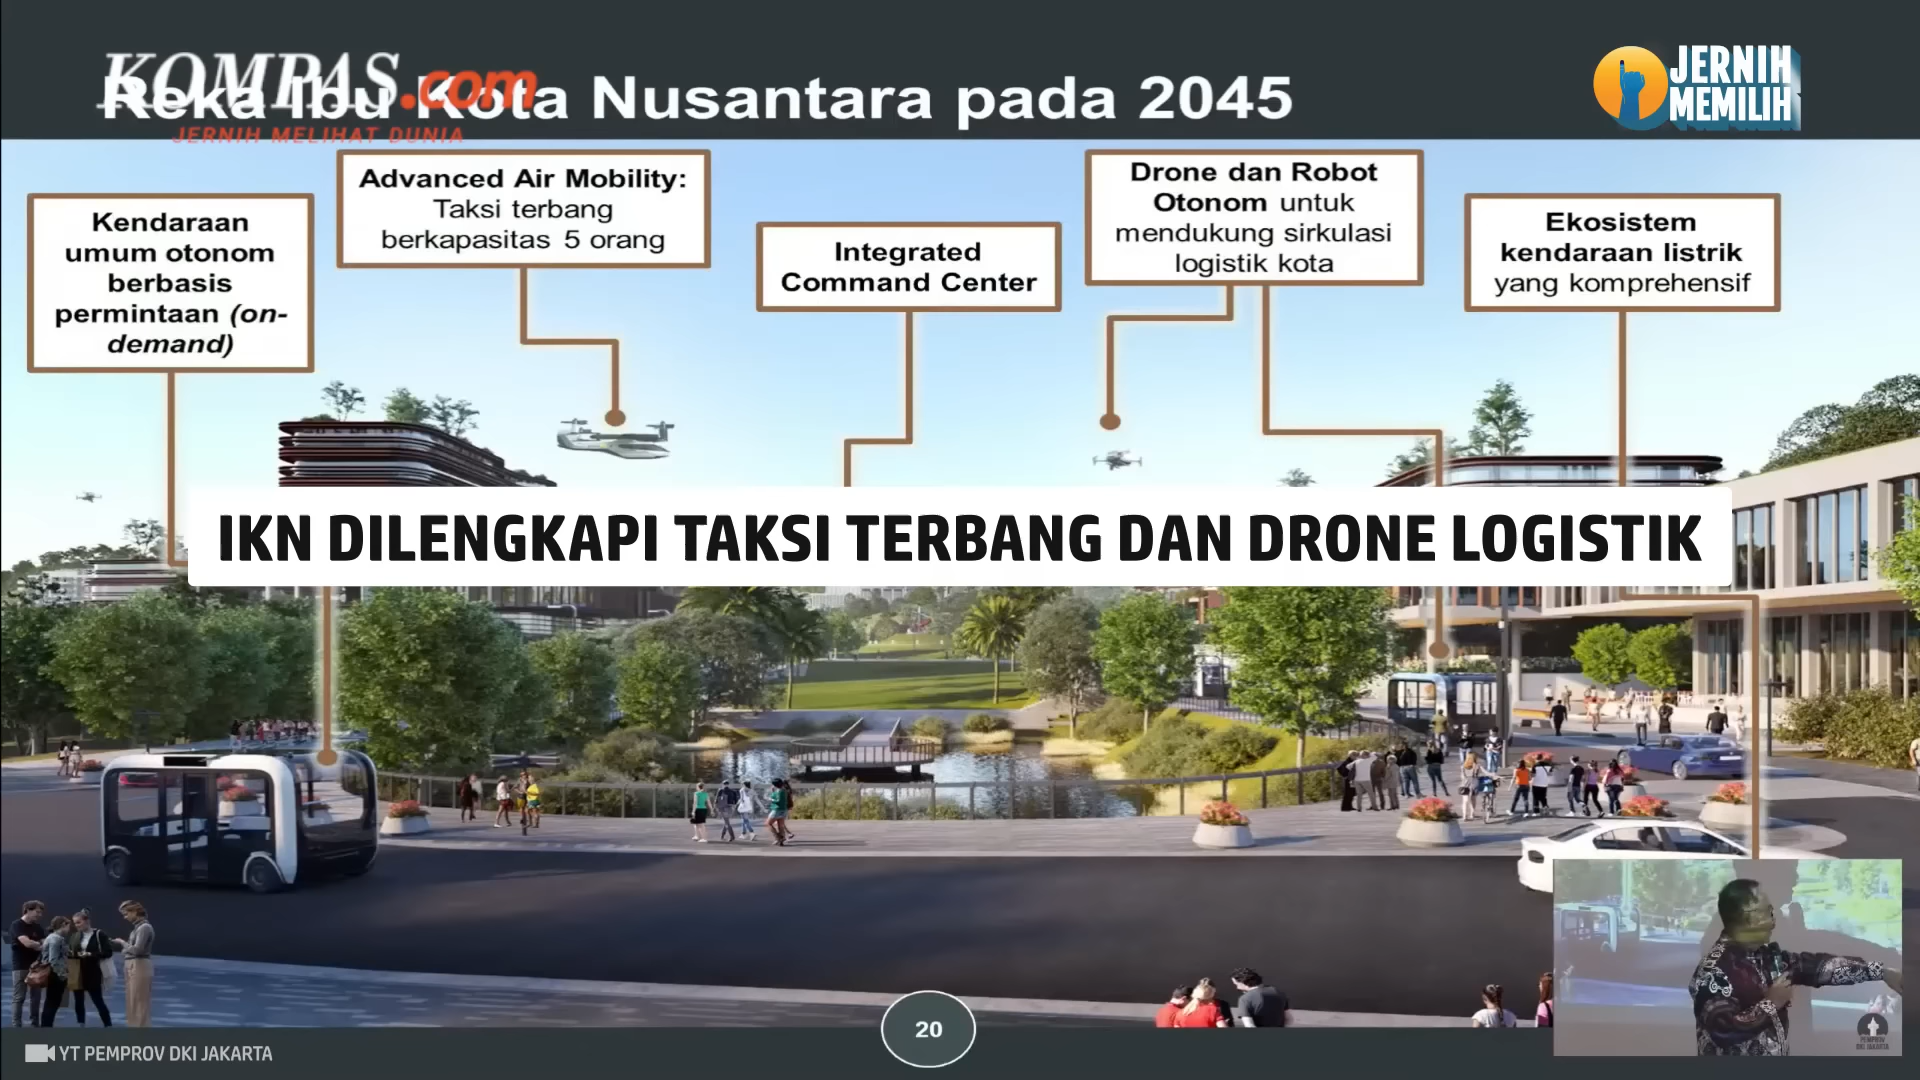 KOMPAS.com
JERNIH MELIHAT DUNIA
Reka Ibu Kota Nusantara pada 2045
JERNIH
MEMILIH
Kendaraan
umum otonom
berbasis
permintaan (on-
demand)
Advanced Air Mobility:
Taksi terbang
berkapasitas 5 orang
Integrated
Command Center
Drone dan Robot
Otonom untuk
mendukung sirkulasi
logistik kota
Ekosistem
kendaraan listrik
yang komprehensif
IKN DILENGKAPI TAKSI TERBANG DAN DRONE LOGISTIK
20
YT PEMPROV DKI JAKARTA
PEMPROV
DKI JAKARTA